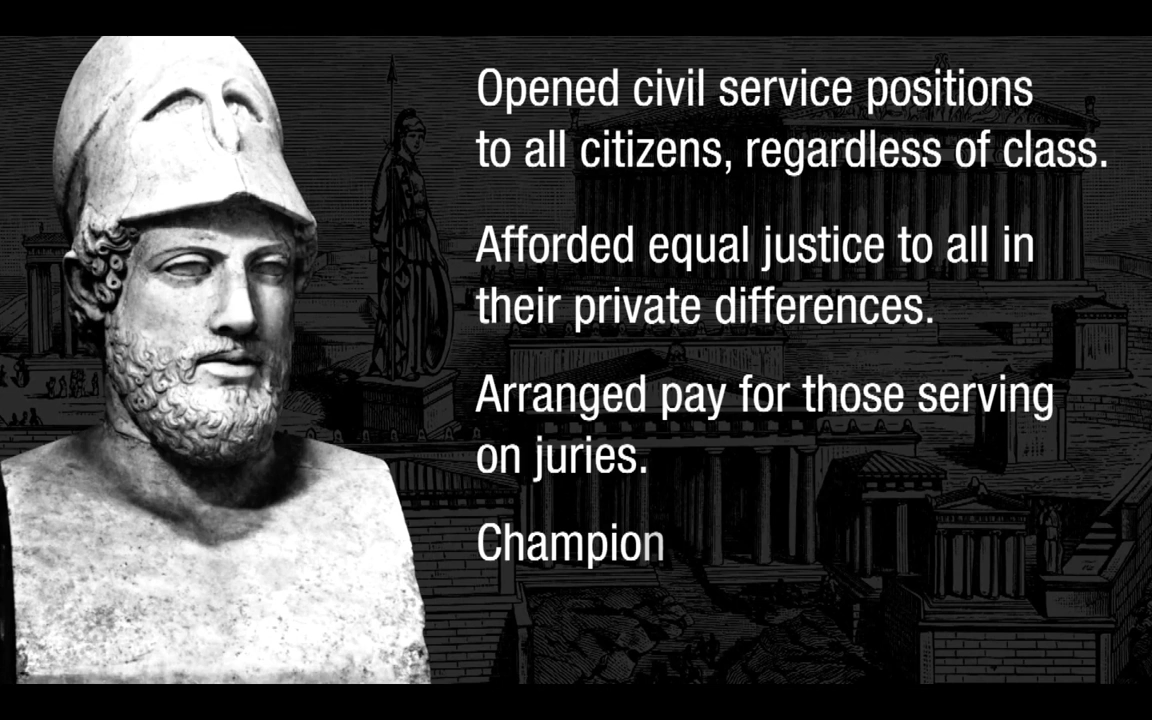 Opened civil service positions
to all citizens, regardless of class.
Afforded equal justice to all in
their private differences.
Arranged pay for those serving
on juries.
Champion